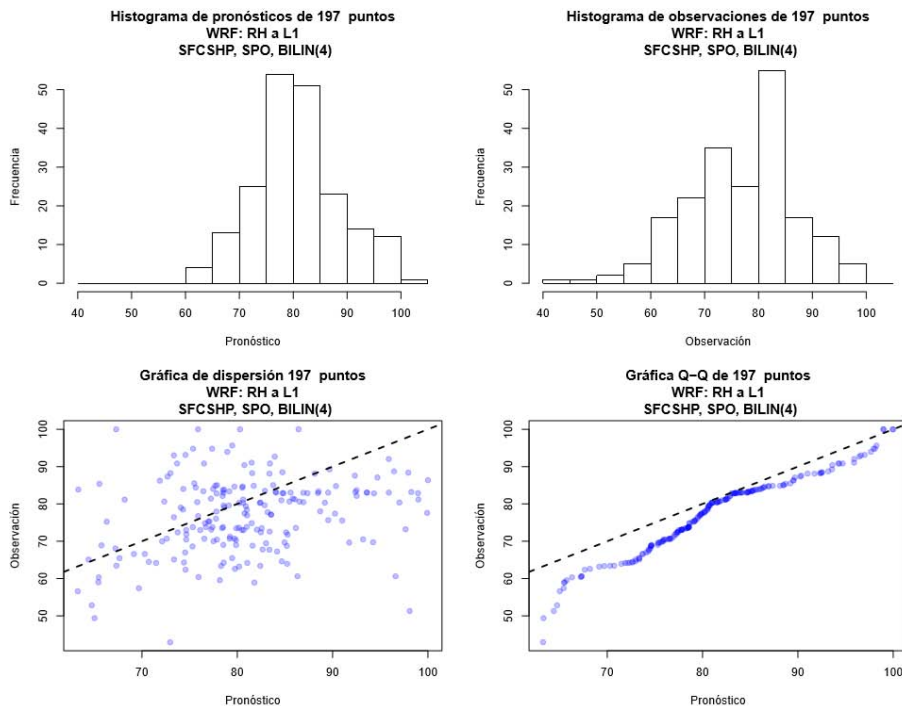 Histograma de pronósticos de 197 puntos
WRF: RH a L1
SFCSHP, SPO, BILIN(4)
Frecuencia
50
40
30
20
10
0
40 50 60 70 80 90 100
Pronóstico
Histograma de observaciones de 197 puntos
WRF: RH a L1
SFCSHP, SPO, BILIN(4)
Frecuencia
50
40
30
20
10
0
40 50 60 70 80 90 100
Observación
Gráfica de dispersión 197 puntos
WRF: RH a L1
SFCSHP, SPO, BILIN(4)
Observación
100
90
80
70
60
50
70 80 90 100
Pronóstico
Gráfica Q−Q de 197 puntos
WRF: RH a L1
SFCSHP, SPO, BILIN(4)
Observación
100
90
80
70
60
50
70 80 90 100
Pronóstico